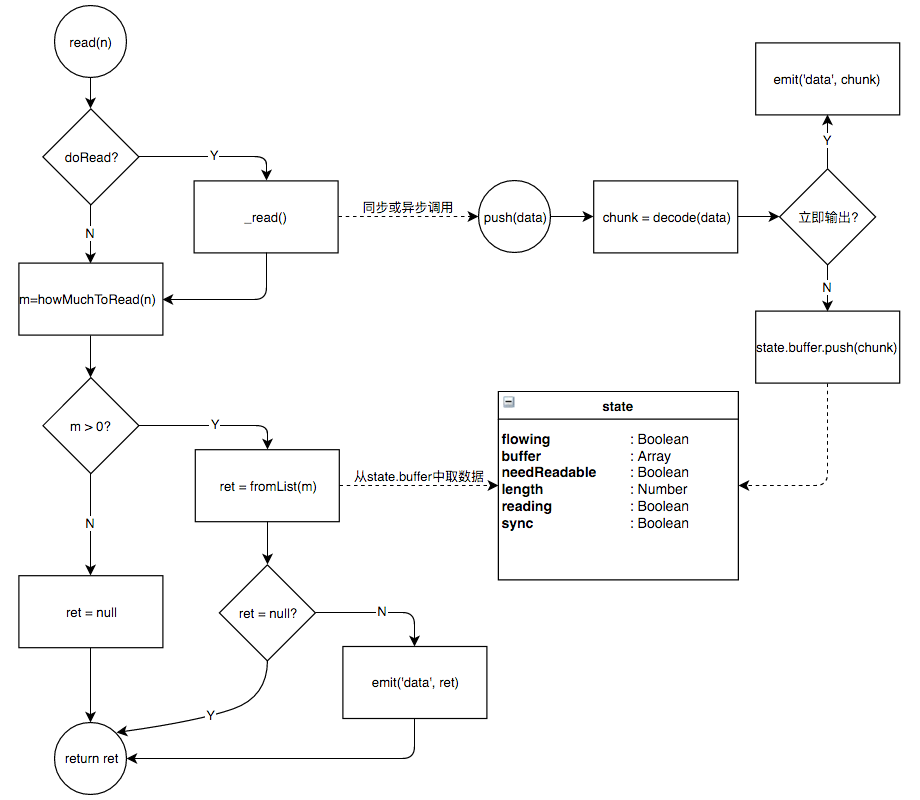 read(n)
doRead?
Y
N
_read()
同步或异步调用
push(data)
chunk = decode(data)
立即输出?
Y
emit('data', chunk)
N
state.buffer.push(chunk)
m=howMuchToRead(n)
m > 0?
Y
N
ret = fromList(m)
从state.buffer中取数据
state
flowing : Boolean
buffer : Array
needReadable : Boolean
length : Number
reading : Boolean
sync : Boolean
ret = null
ret = null?
N
Y
emit('data', ret)
return ret